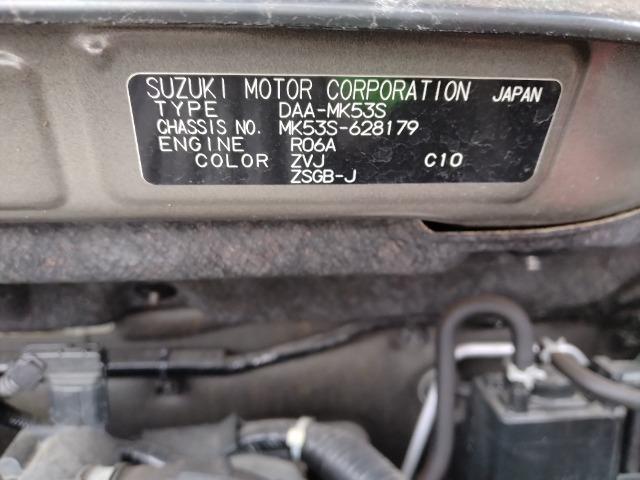 SUZUKI MOTOR CORPORATION JAPAN
TYPE DAA-MK53S
CHASSIS NO. MK53S-628179
ENGINE R06A
COLOR ZVJ C10
ZSGB-J